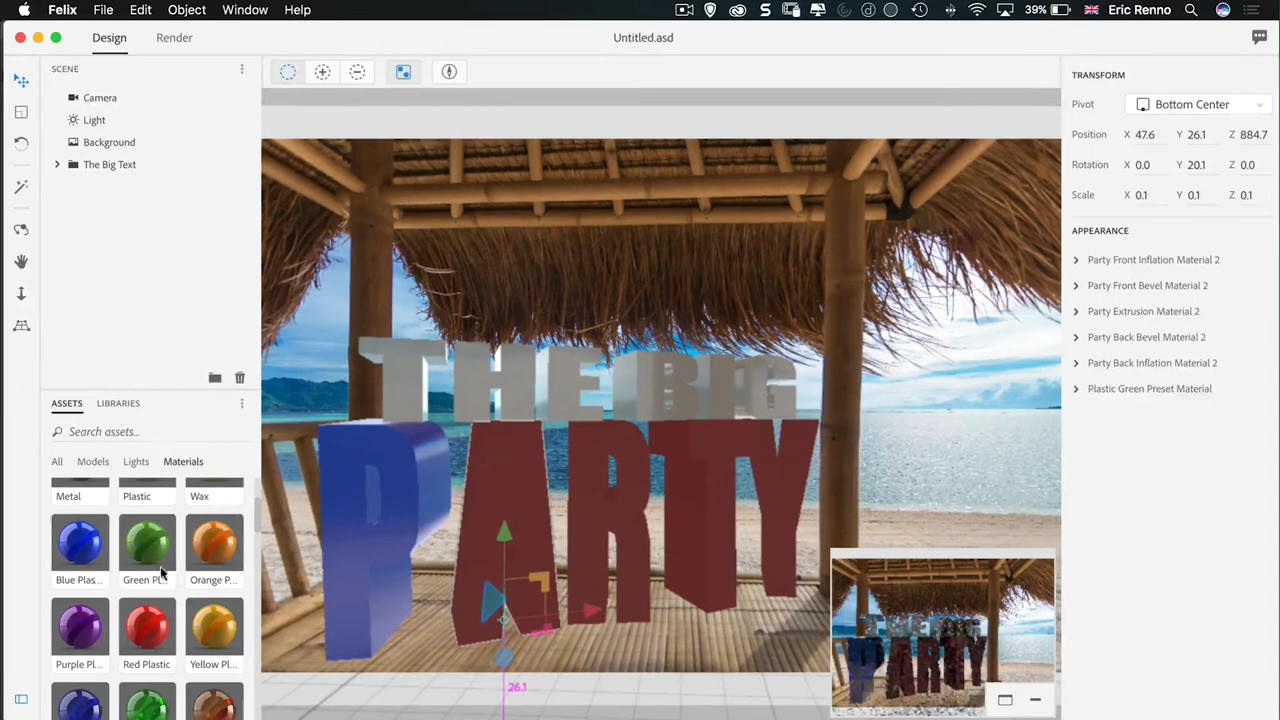 Felix File Edit Object Window Help 39% Eric Renno
Design Render Untitled.asd
SCENE
Camera
Light
Background
The Big Text
ASSETS LIBRARIES
Search assets...
All Models Lights Materials
Metal Plastic Wax
Blue Plas... Green Pl... Orange P...
Purple Pl... Red Plastic Yellow Pl...
THE BIG
PARTY
26.1
TRANSFORM
Pivot Bottom Center
Position X 47.6 Y 26.1 Z 884.7
Rotation X 0.0 Y 20.1 Z 0.0
Scale X 0.1 Y 0.1 Z 0.1
APPEARANCE
Party Front Inflation Material 2
Party Front Bevel Material 2
Party Extrusion Material 2
Party Back Bevel Material 2
Party Back Inflation Material 2
Plastic Green Preset Material
THE BIG
PARTY